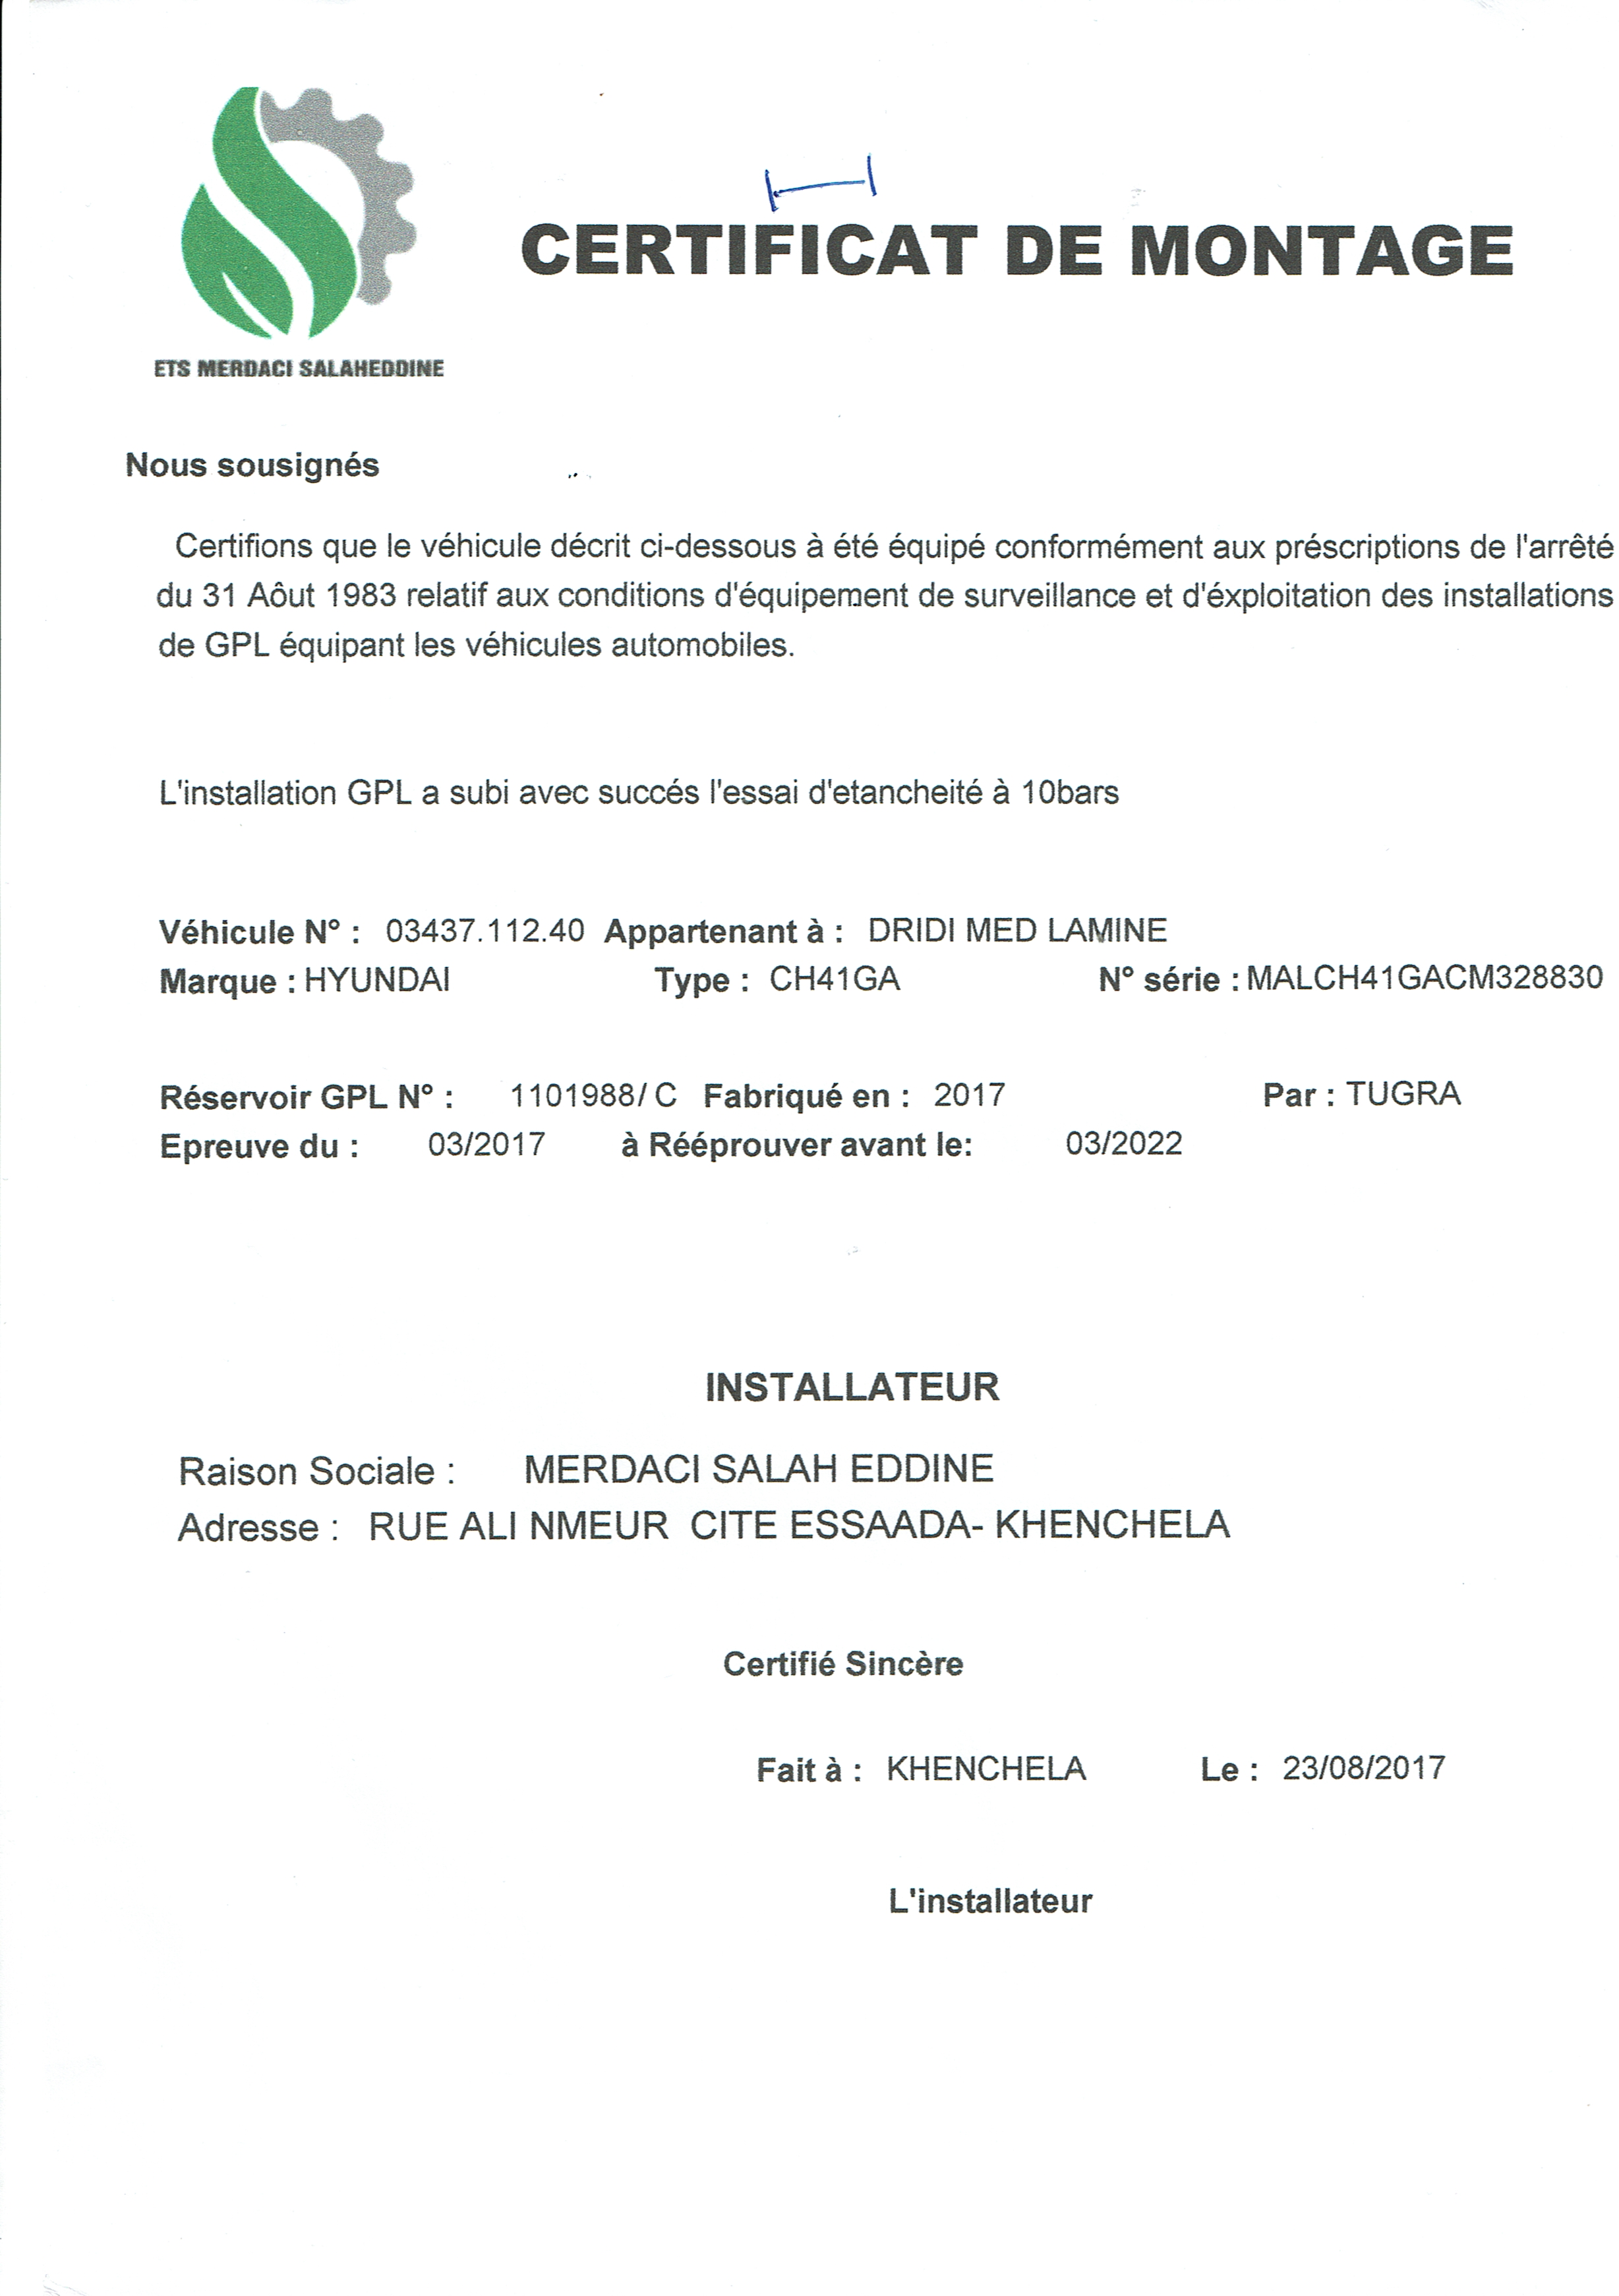 CERTIFICAT DE MONTAGE
ETS MERDACI SALAHEDDINE
Nous sousignés
Certifions que le véhicule décrit ci-dessous à été équipé conformément aux préscriptions de l'arrêté
du 31 Aôut 1983 relatif aux conditions d'équipement de surveillance et d'éxploitation des installations
de GPL équipant les véhicules automobiles.
L'installation GPL a subi avec succés l'essai d'etancheité à 10bars
Véhicule N° : 03437.112.40 Appartenant à : DRIDI MED LAMINE
Marque : HYUNDAI Type : CH41GA N° série : MALCH41GACM328830
Réservoir GPL N° : 1101988/ C Fabriqué en : 2017 Par : TUGRA
Epreuve du : 03/2017 à Rééprouver avant le: 03/2022
INSTALLATEUR
Raison Sociale : MERDACI SALAH EDDINE
Adresse : RUE ALI NMEUR CITE ESSAADA- KHENCHELA
Certifié Sincère
Fait à : KHENCHELA Le : 23/08/2017
L'installateur